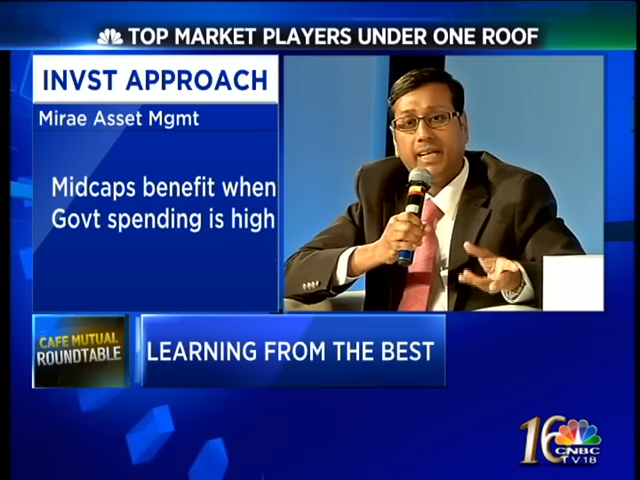 TOP MARKET PLAYERS UNDER ONE ROOF
INVST APPROACH
Mirae Asset Mgmt
Midcaps benefit when
Govt spending is high
CAFE MUTUAL
ROUNDTABLE
LEARNING FROM THE BEST
16
CNBC
TV18